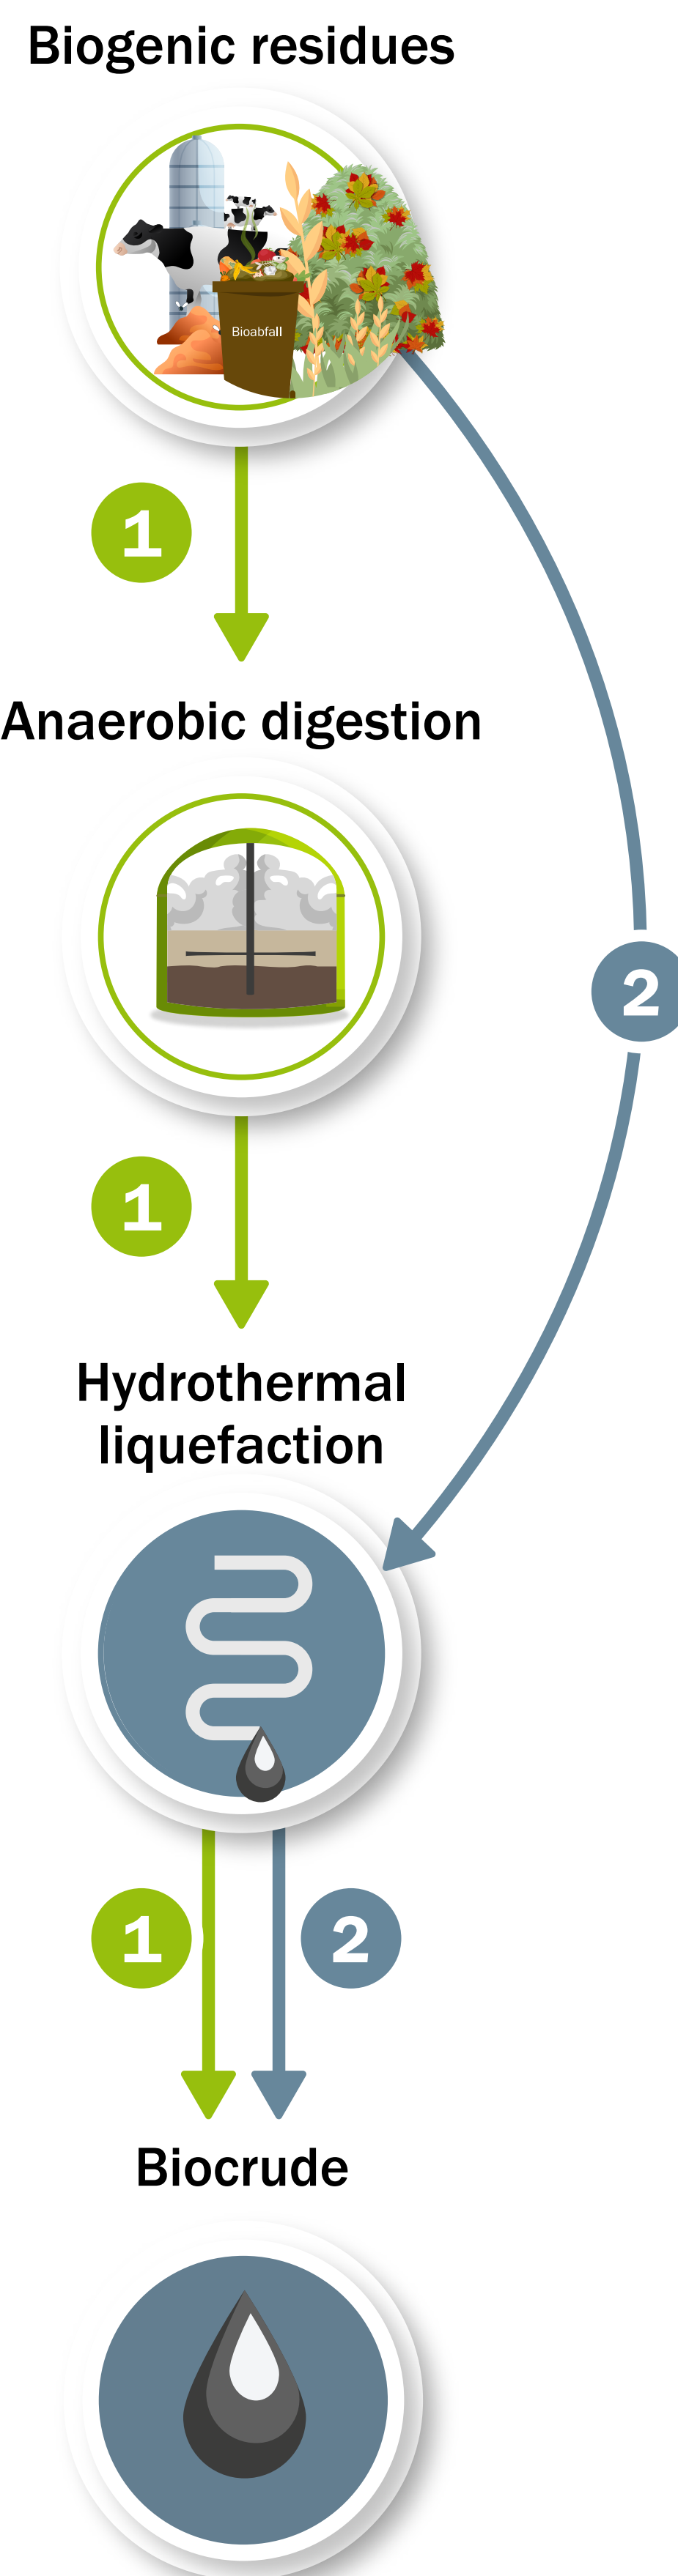 Biogenic residues
Bioabfall
1
Anaerobic digestion
2
1
Hydrothermal
liquefaction
1
2
Biocrude